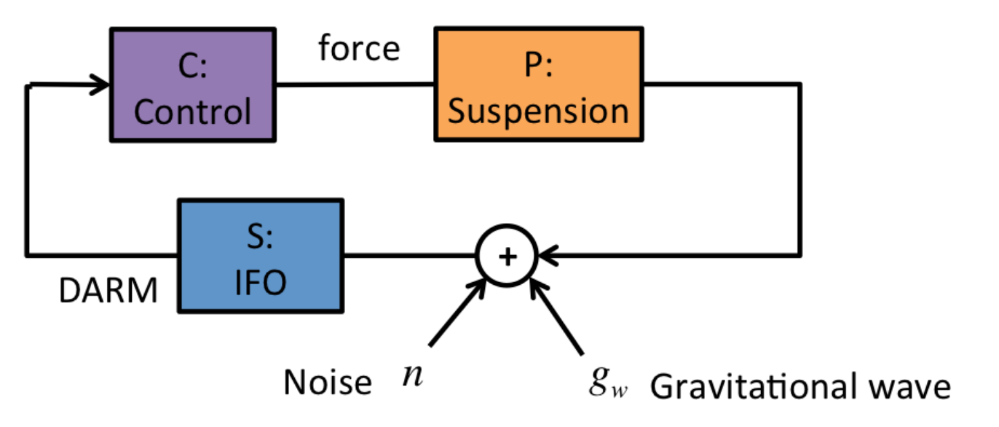 C:
Control
force
P:
Suspension
S:
IFO
+
DARM
Noise n
g_w Gravitational wave